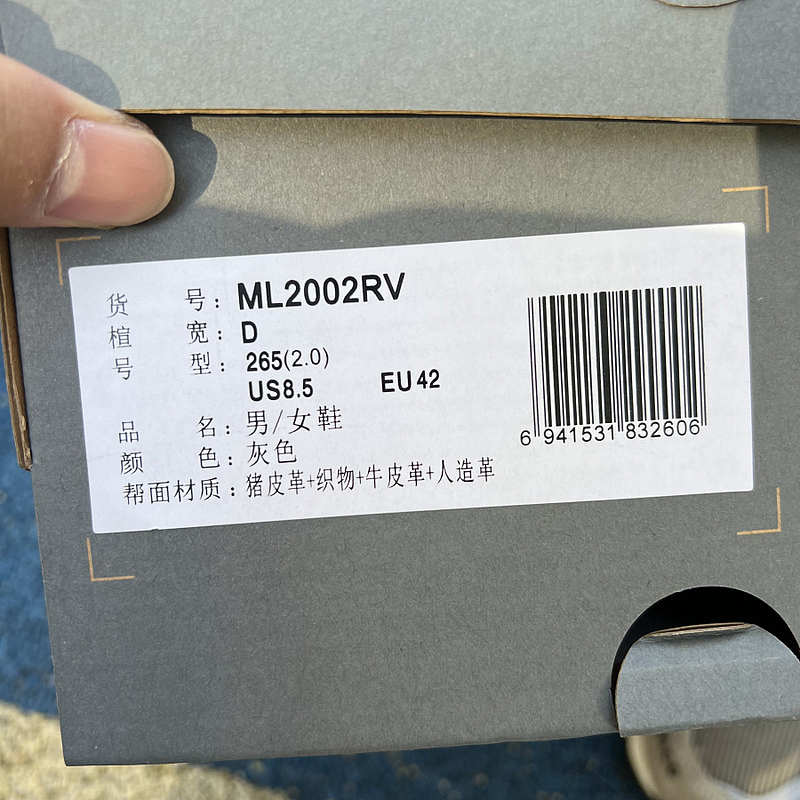 货 号：ML2002RV
楦 宽：D
号 型：265(2.0)
US8.5 EU42
品 名：男/女鞋
颜 色：灰色
帮面材质：猪皮革+织物+牛皮革+人造革
6 941531 832606